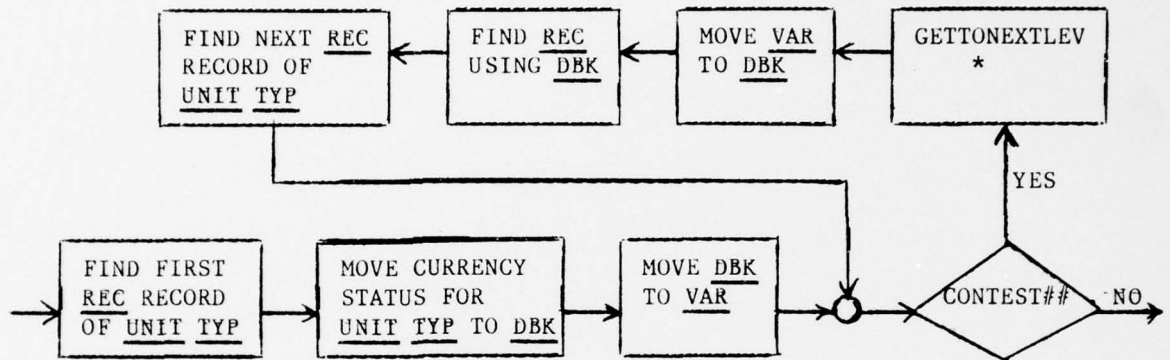 FIND NEXT REC
RECORD OF
UNIT TYP
FIND REC
USING DBK
MOVE VAR
TO DBK
GETTONEXTLEV
*
YES
FIND FIRST
REC RECORD
OF UNIT TYP
MOVE CURRENCY
STATUS FOR
UNIT TYP TO DBK
MOVE DBK
TO VAR
CONTEST##
NO